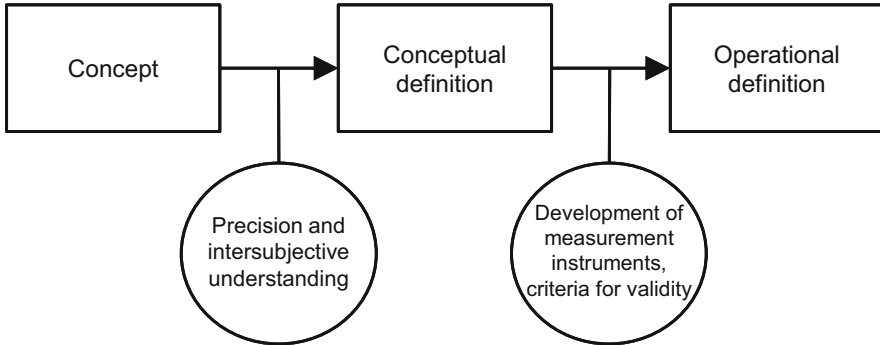 Concept
Conceptual
definition
Operational
definition
Precision and
intersubjective
understanding
Development of
measurement
instruments,
criteria for validity